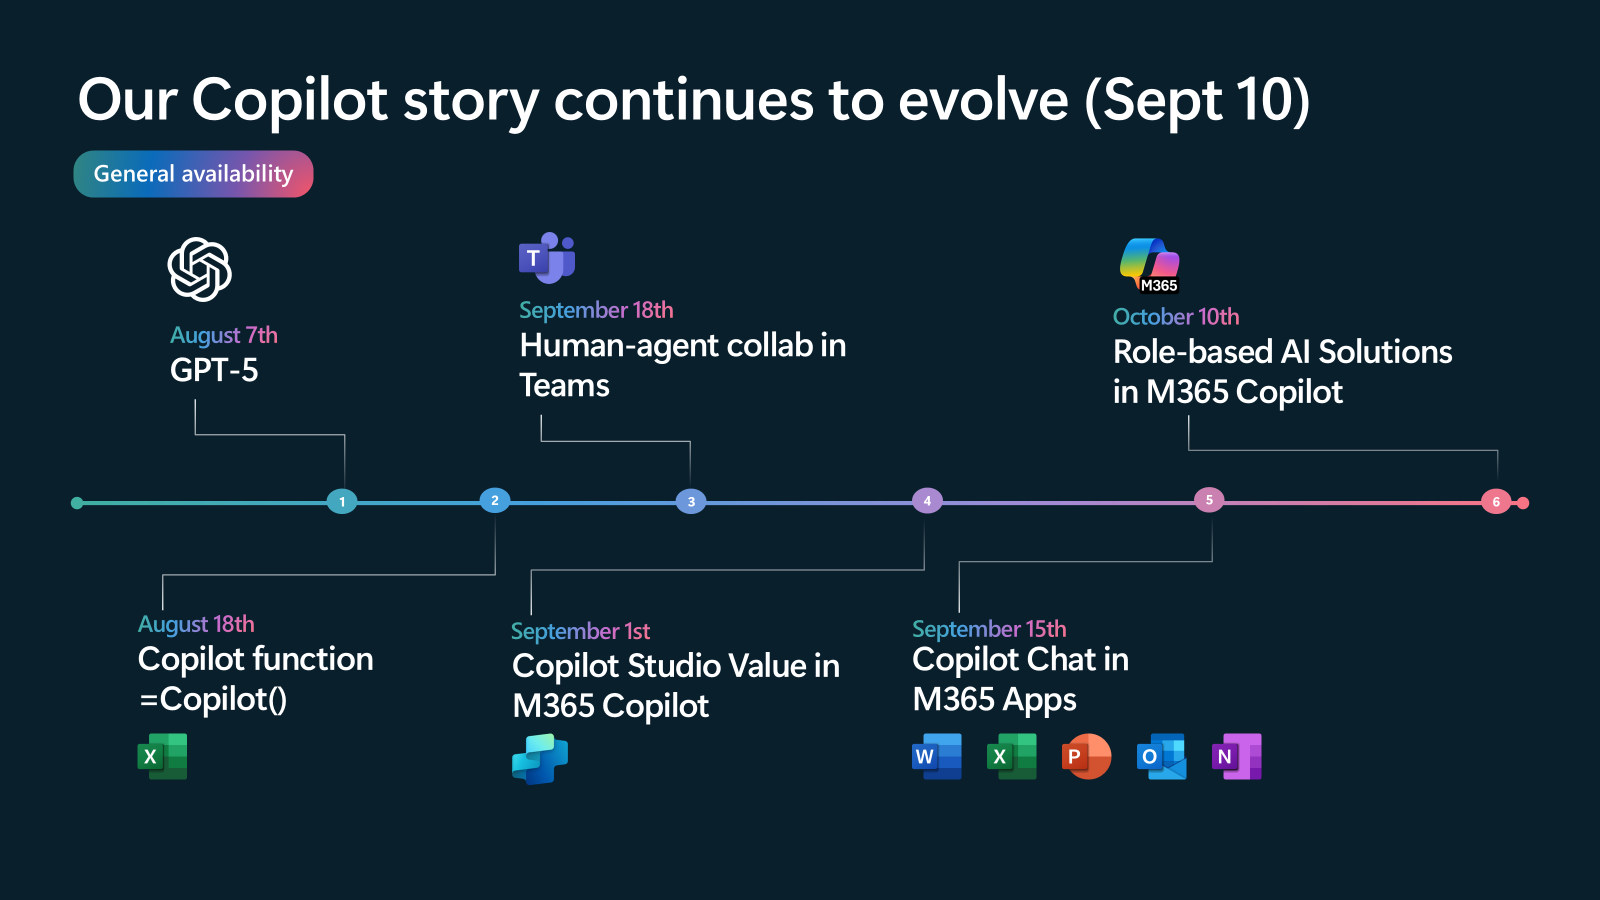 Our Copilot story continues to evolve (Sept 10)
General availability
August 7th
GPT-5
T
September 18th
Human-agent collab in
Teams
M365
October 10th
Role-based AI Solutions
in M365 Copilot
1
2
3
4
5
6
August 18th
Copilot function
=Copilot()
X
September 1st
Copilot Studio Value in
M365 Copilot
September 15th
Copilot Chat in
M365 Apps
W
X
P
O
N